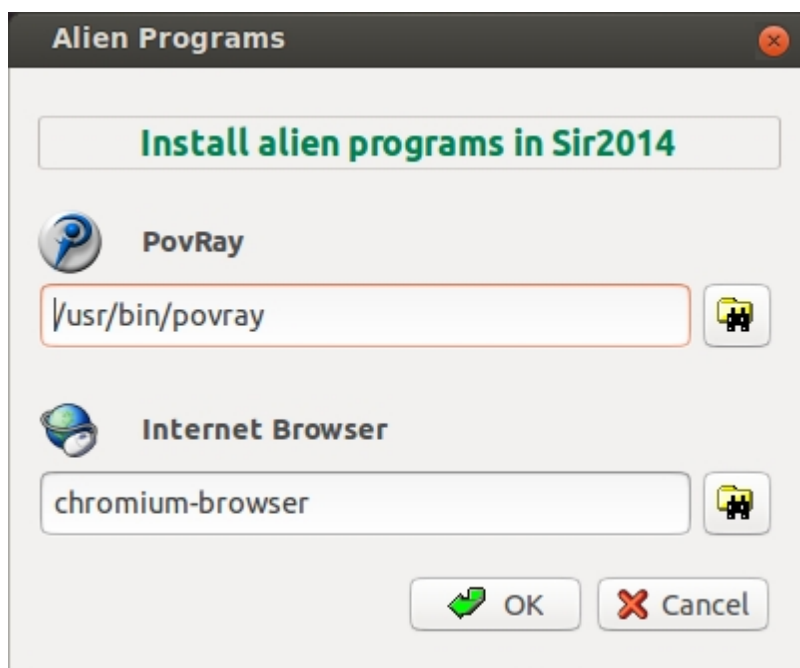 Alien Programs
Install alien programs in Sir2014
PovRay
/usr/bin/povray
Internet Browser
chromium-browser
OK
Cancel